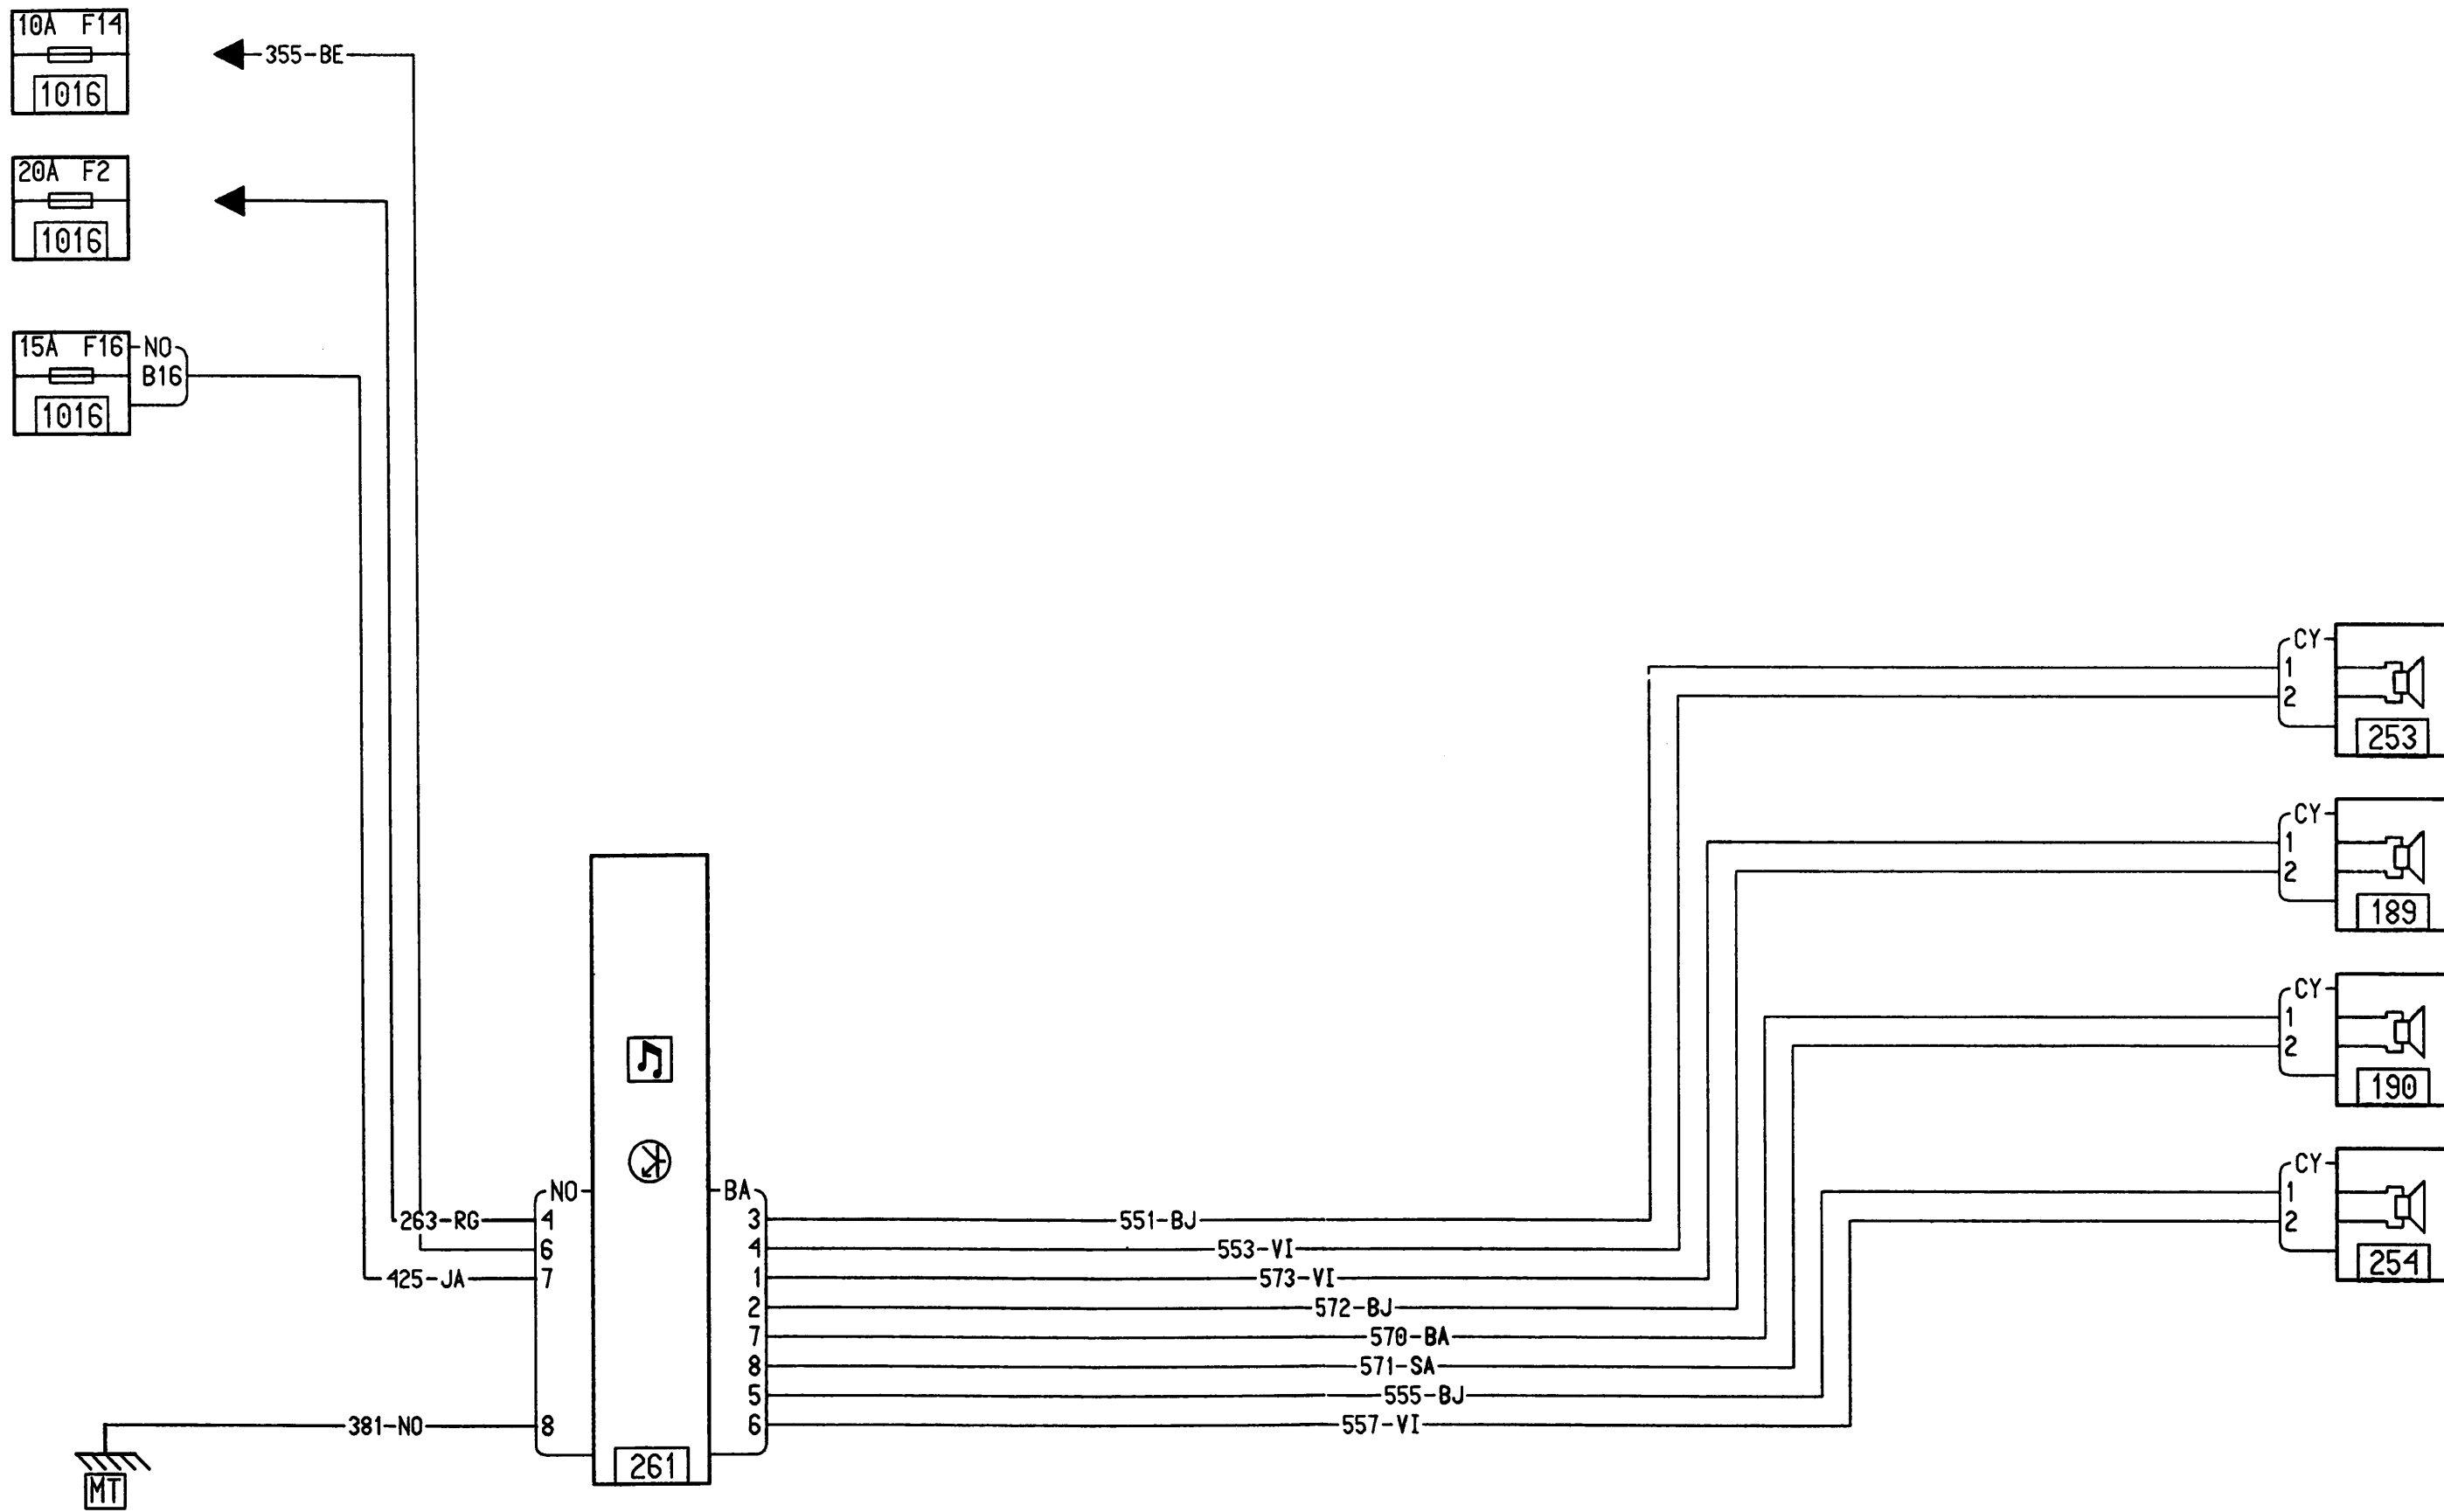 10A F14
355-BE
1016
20A F2
1016
15A F16 NO
B16
1016
CY
1
2
253
CY
1
2
189
CY
1
2
190
CY
1
2
254
NO BA
263-RG 4 3 551-BJ
6 4 553-VI
425-JA 7 1 573-VI
2 572-BJ
7 570-BA
8 571-SA
5 555-BJ
381-NO 8 6 557-VI
261
MT